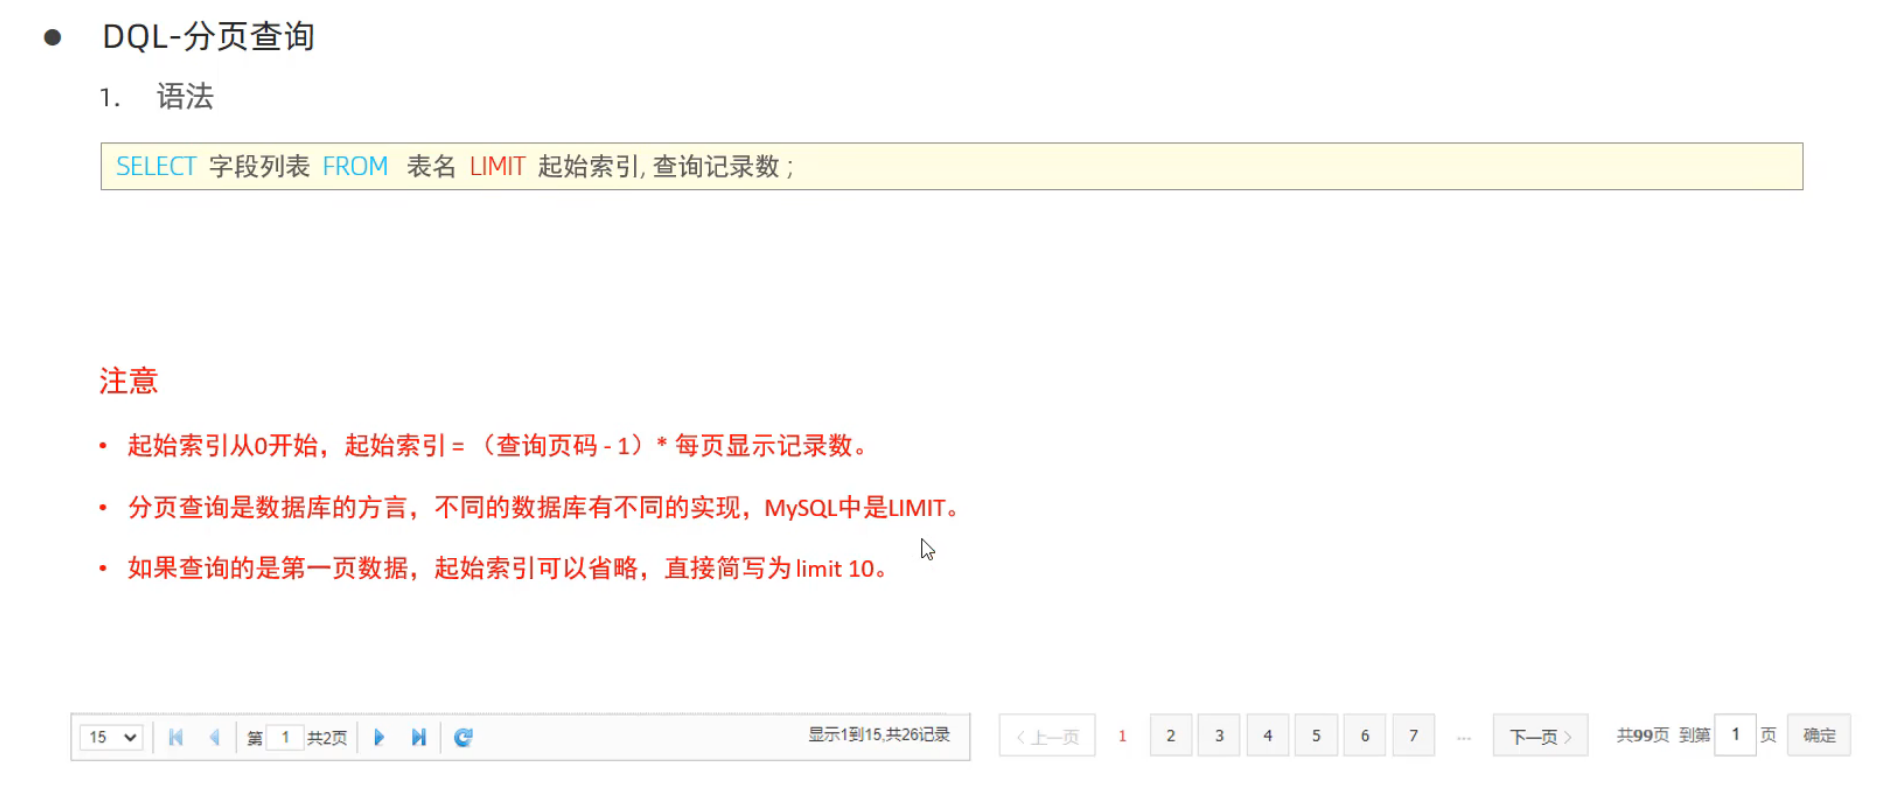 ● DQL-分页查询
1. 语法
SELECT 字段列表 FROM 表名 LIMIT 起始索引, 查询记录数 ;
注意
• 起始索引从0开始，起始索引 = （查询页码 - 1）* 每页显示记录数。
• 分页查询是数据库的方言，不同的数据库有不同的实现，MySQL中是LIMIT。
• 如果查询的是第一页数据，起始索引可以省略，直接简写为 limit 10。
15 第 1 共2页 显示1到15,共26记录 <上一页 1 2 3 4 5 6 7 ... 下一页> 共99页 到第 1 页 确定